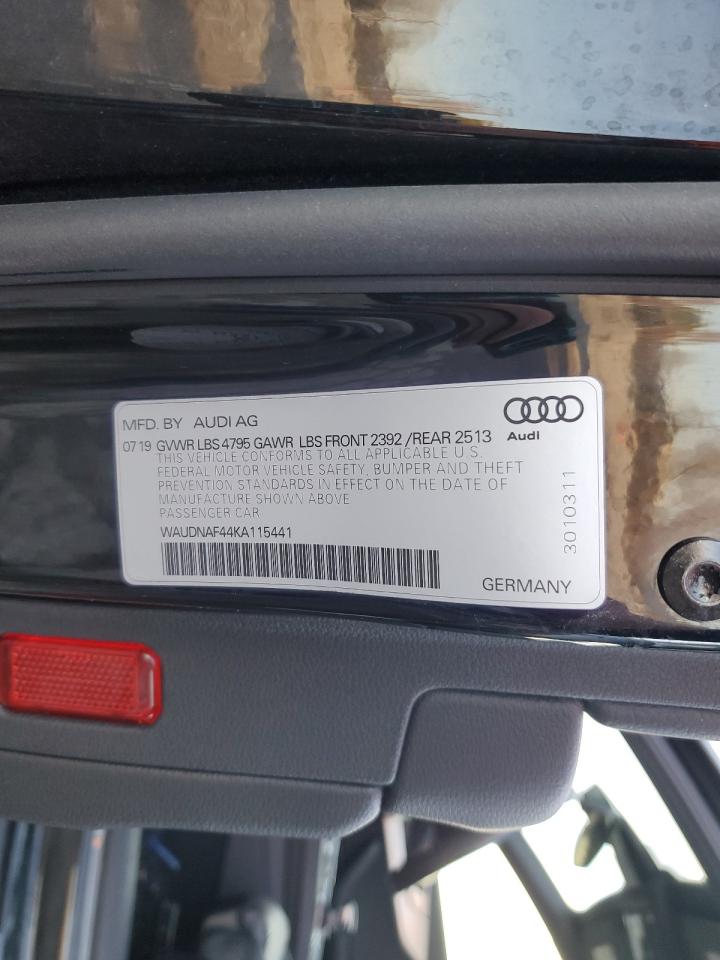 MFD. BY AUDI AG
07 19 GVWR LBS 4795 GAWR LBS FRONT 2392 /REAR 2513
Audi
THIS VEHICLE CONFORMS TO ALL APPLICABLE U.S.
FEDERAL MOTOR VEHICLE SAFETY, BUMPER AND THEFT
PREVENTION STANDARDS IN EFFECT ON THE DATE OF
MANUFACTURE SHOWN ABOVE
PASSENGER CAR
WAUDNAF44KA115441
3010311
GERMANY